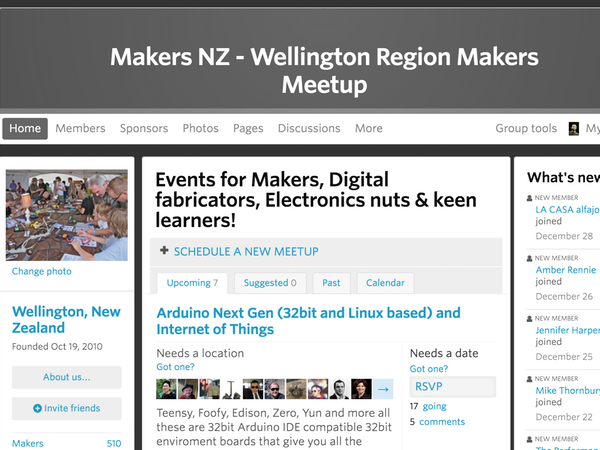 Makers NZ - Wellington Region Makers
Meetup
Home Members Sponsors Photos Pages Discussions More Group tools My
Change photo
Wellington, New
Zealand
Founded Oct 19, 2010
About us...
Invite friends
Makers 510
Events for Makers, Digital
fabricators, Electronics nuts & keen
learners!
SCHEDULE A NEW MEETUP
Upcoming 7 Suggested 0 Past Calendar
Arduino Next Gen (32bit and Linux based) and
Internet of Things
Needs a location
Got one?
Teensy, Foofy, Edison, Zero, Yun and more all
these are 32bit Arduino IDE compatible 32bit
enviroment boards that give you all the
Needs a date
Got one?
RSVP
17 going
5 comments
What's new
NEW MEMBER
LA CASA alfajo
joined
December 28
NEW MEMBER
Amber Rennie
joined
December 26
NEW MEMBER
Jennifer Harper
joined
December 25
NEW MEMBER
Mike Thornbury
joined
December 22
NEW MEMBER